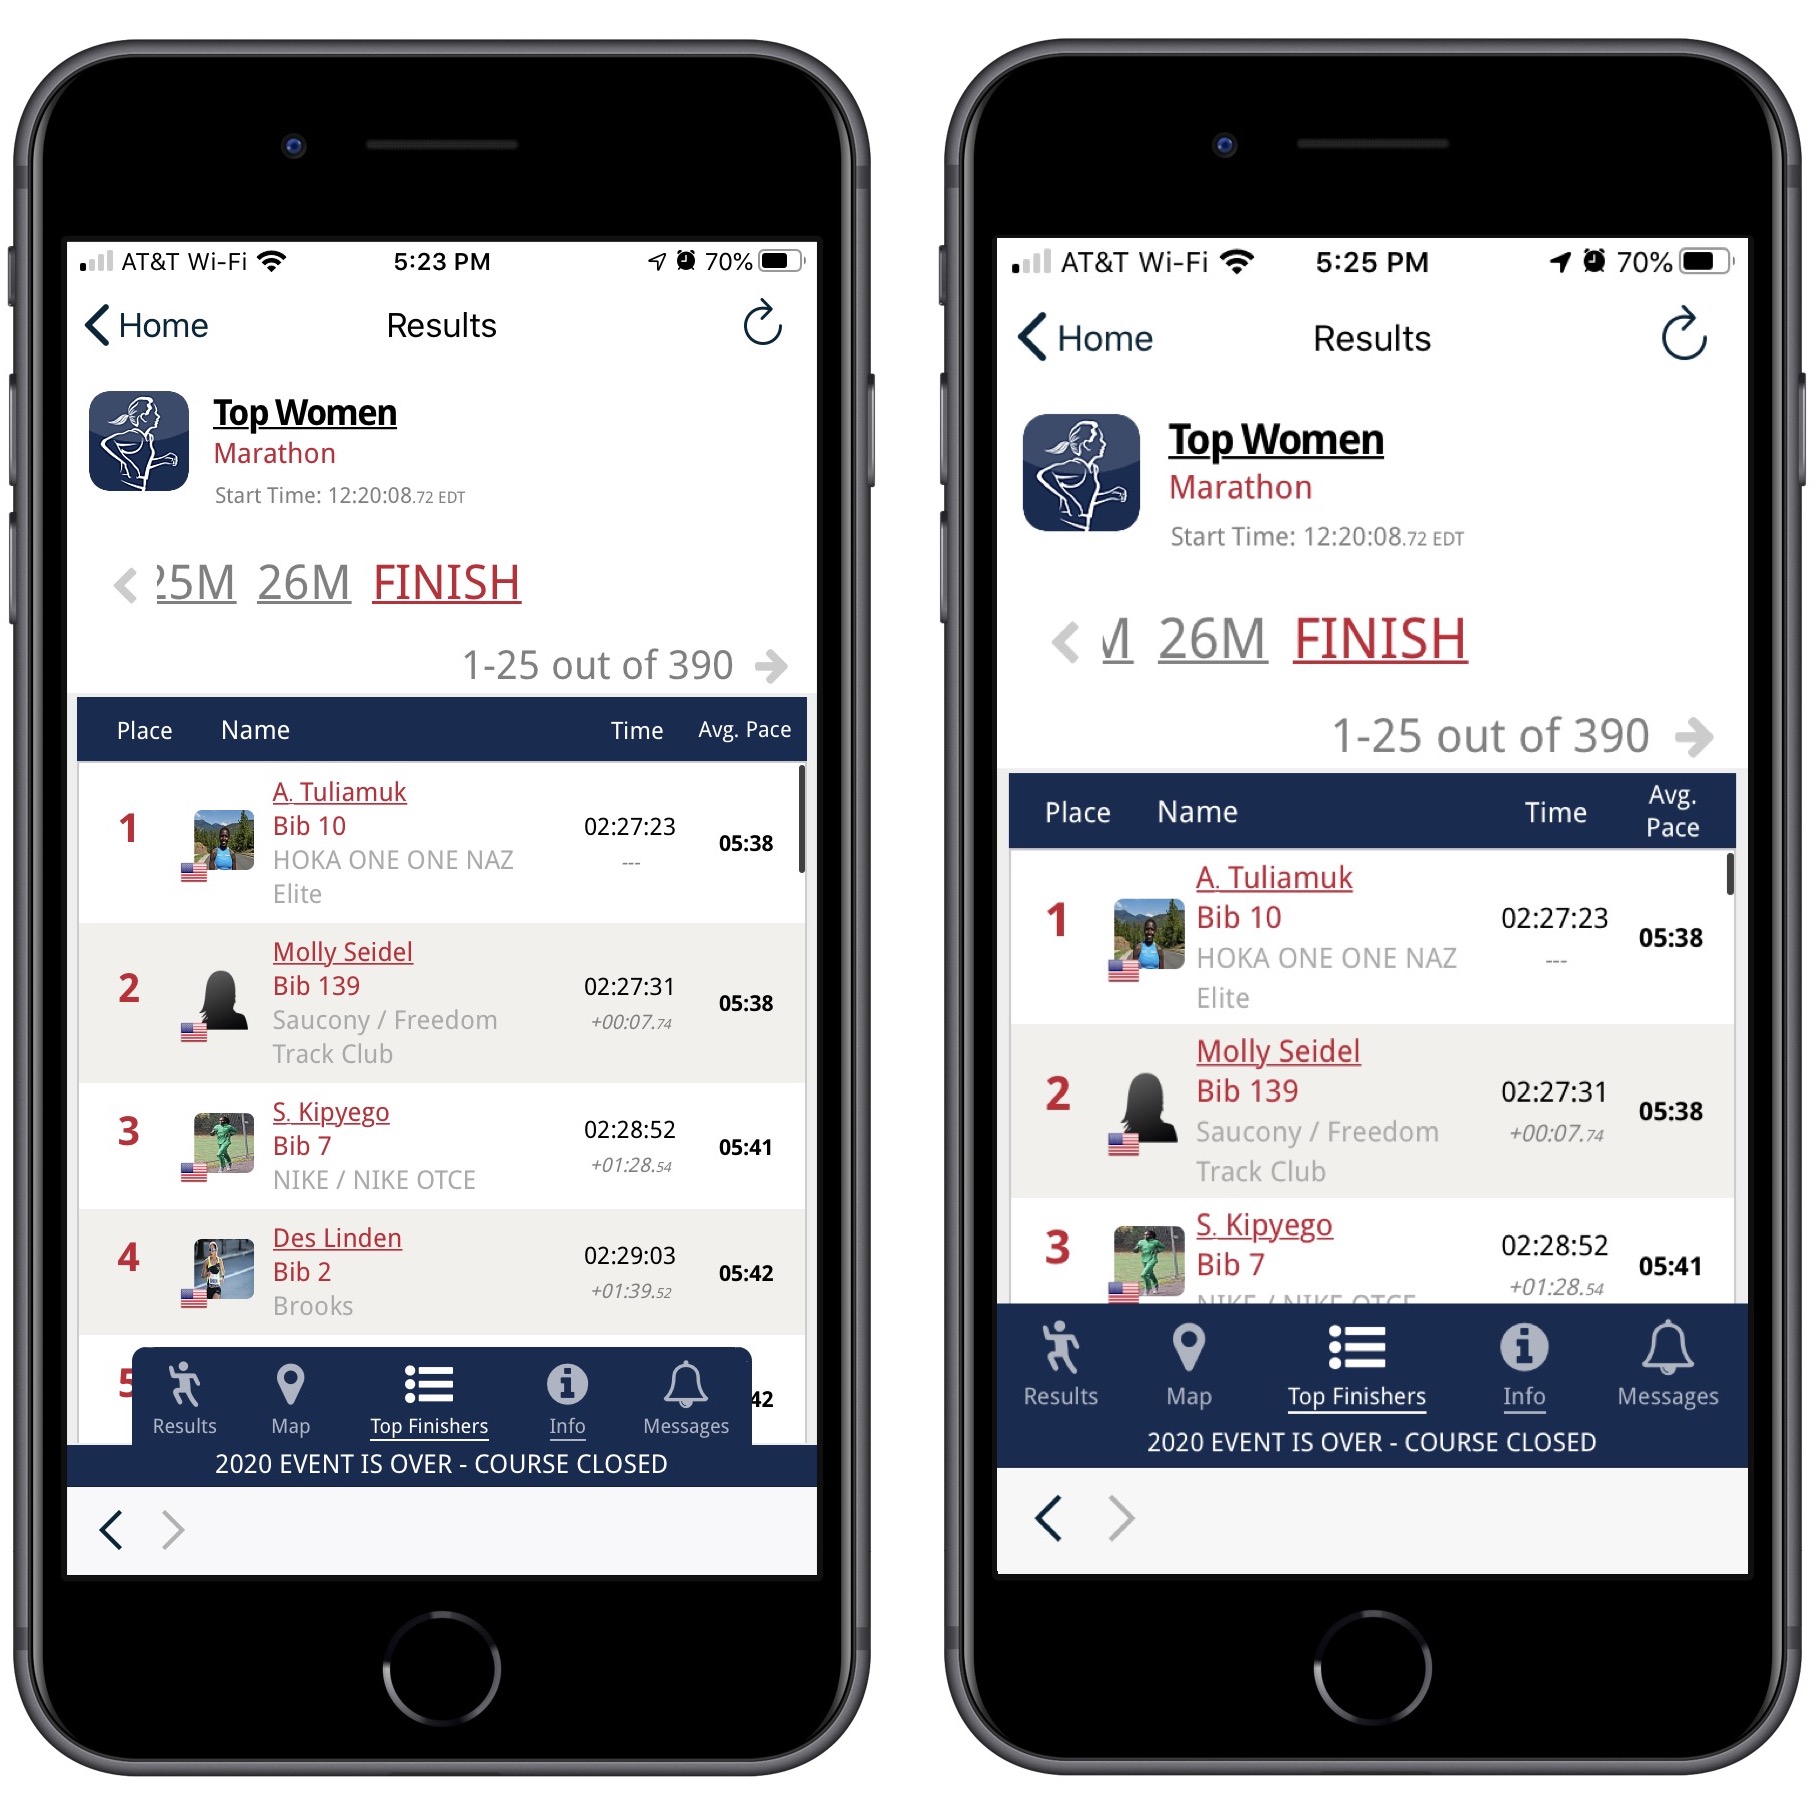 AT&T Wi-Fi 5:23 PM 70%
Home Results
Top Women
Marathon
Start Time: 12:20:08.72 EDT
25M 26M FINISH
1-25 out of 390
Place Name Time Avg. Pace
A. Tuliamuk
1 Bib 10 02:27:23 05:38
HOKA ONE ONE NAZ ---
Elite
Molly Seidel
2 Bib 139 02:27:31 05:38
Saucony / Freedom +00:07.74
Track Club
S. Kipyego
3 Bib 7 02:28:52 05:41
NIKE / NIKE OTCE +01:28.54
Des Linden
4 Bib 2 02:29:03 05:42
Brooks +01:39.52
5 42
Results Map Top Finishers Info Messages
2020 EVENT IS OVER - COURSE CLOSED
AT&T Wi-Fi 5:25 PM 70%
Home Results
Top Women
Marathon
Start Time: 12:20:08.72 EDT
M 26M FINISH
1-25 out of 390
Place Name Time Avg.
Pace
A. Tuliamuk
1 Bib 10 02:27:23 05:38
HOKA ONE ONE NAZ ---
Elite
Molly Seidel
2 Bib 139 02:27:31 05:38
Saucony / Freedom +00:07.74
Track Club
S. Kipyego
3 Bib 7 02:28:52 05:41
NIKE / NIKE OTCE +01:28.54
Results Map Top Finishers Info Messages
2020 EVENT IS OVER - COURSE CLOSED